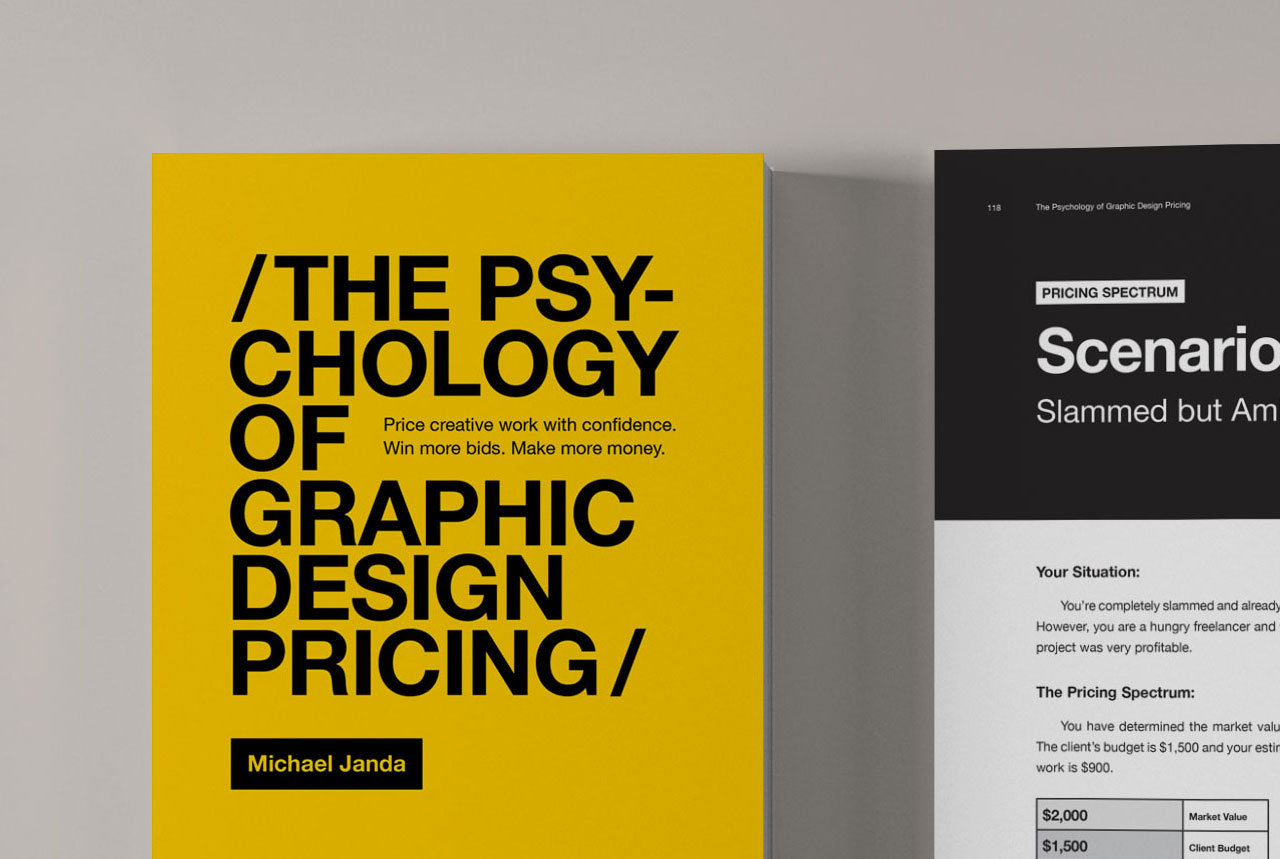 /THE PSY-
CHOLOGY
OF
Price creative work with confidence.
Win more bids. Make more money.
GRAPHIC
DESIGN
PRICING/
Michael Janda
118 The Psychology of Graphic Design Pricing
PRICING SPECTRUM
Scenario
Slammed but Am
Your Situation:
You’re completely slammed and already
However, you are a hungry freelancer and
project was very profitable.
The Pricing Spectrum:
You have determined the market valu
The client’s budget is $1,500 and your estim
work is $900.
$2,000 Market Value
$1,500 Client Budget